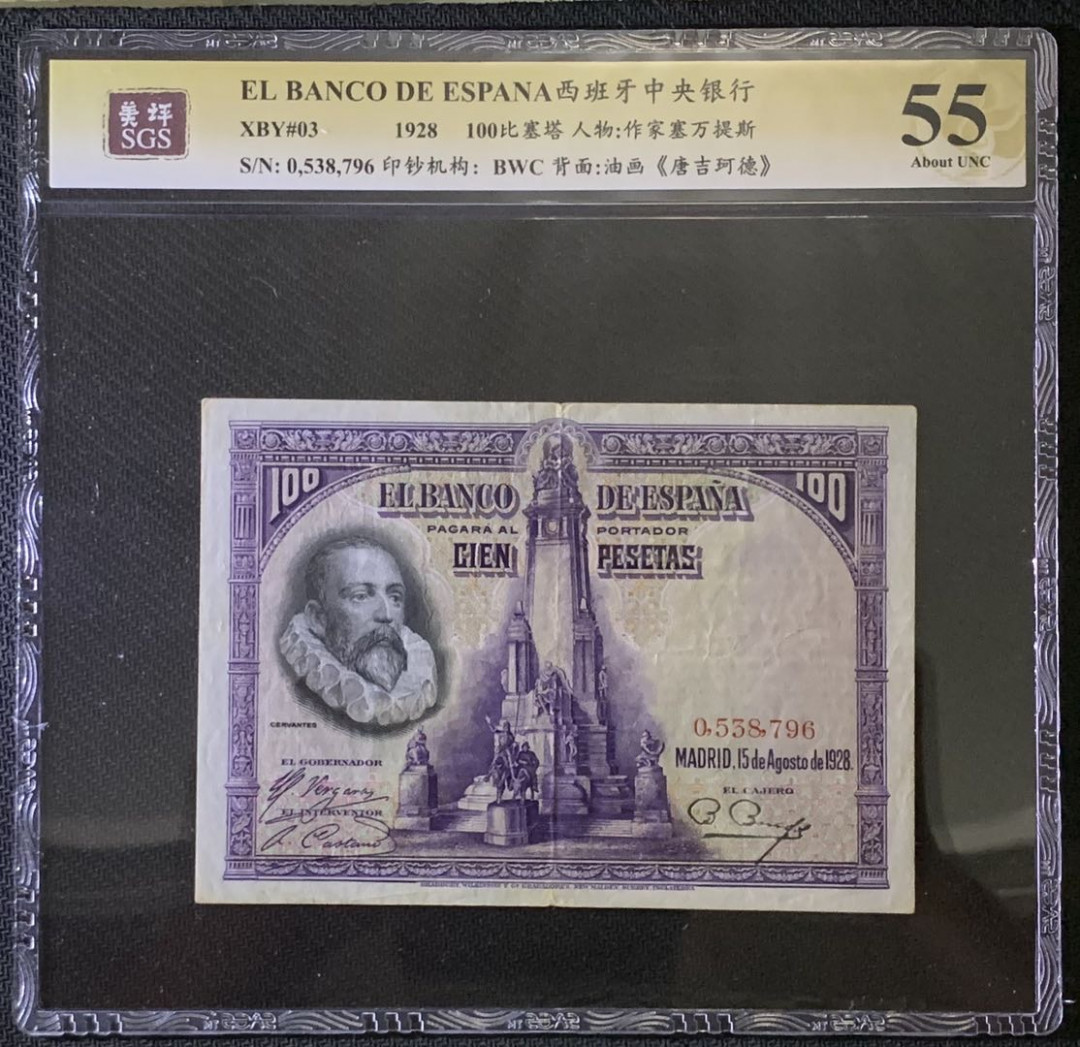 EL BANCO DE ESPANA西班牙中央银行
美坪
SGS
XBY#03 1928 100比塞塔 人物:作家塞万提斯
S/N: 0,538,796 印钞机构: BWC 背面:油画《唐吉珂德》
55
About UNC
100 100
EL BANCO DE ESPAÑA
PAGARÁ AL PORTADOR
CIEN PESETAS
CERVANTES
0,538,796
MADRID, 15 de Agosto de 1928.
EL GOBERNADOR
EL CAJERO
EL INTERVENTOR